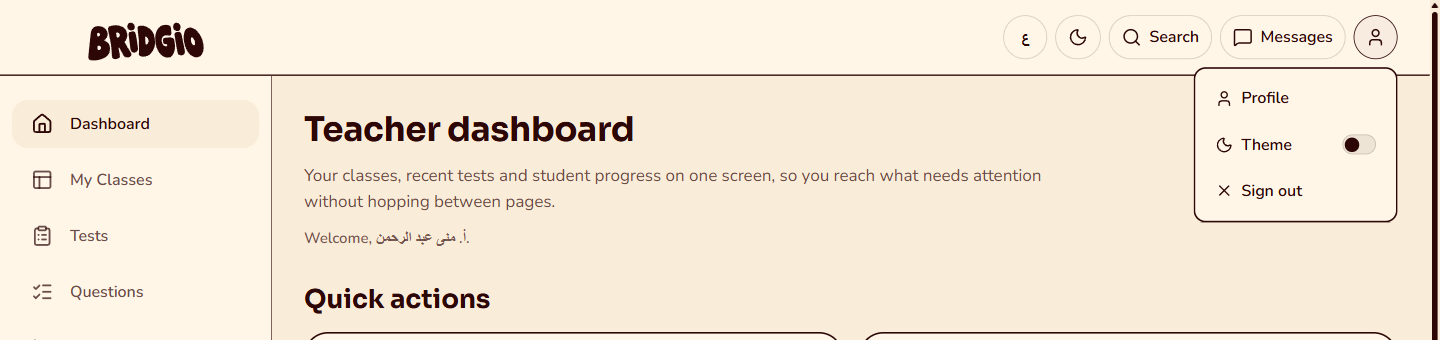 BRiDGiO
ع
Search
Messages
Profile
Theme
Sign out
Dashboard
My Classes
Tests
Questions
Teacher dashboard
Your classes, recent tests and student progress on one screen, so you reach what needs attention
without hopping between pages.
Welcome, أ. منى عبد الرحمن.
Quick actions